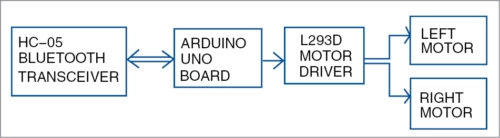 HC-05
BLUETOOTH
TRANSCEIVER
ARDUINO
UNO
BOARD
L293D
MOTOR
DRIVER
LEFT
MOTOR
RIGHT
MOTOR